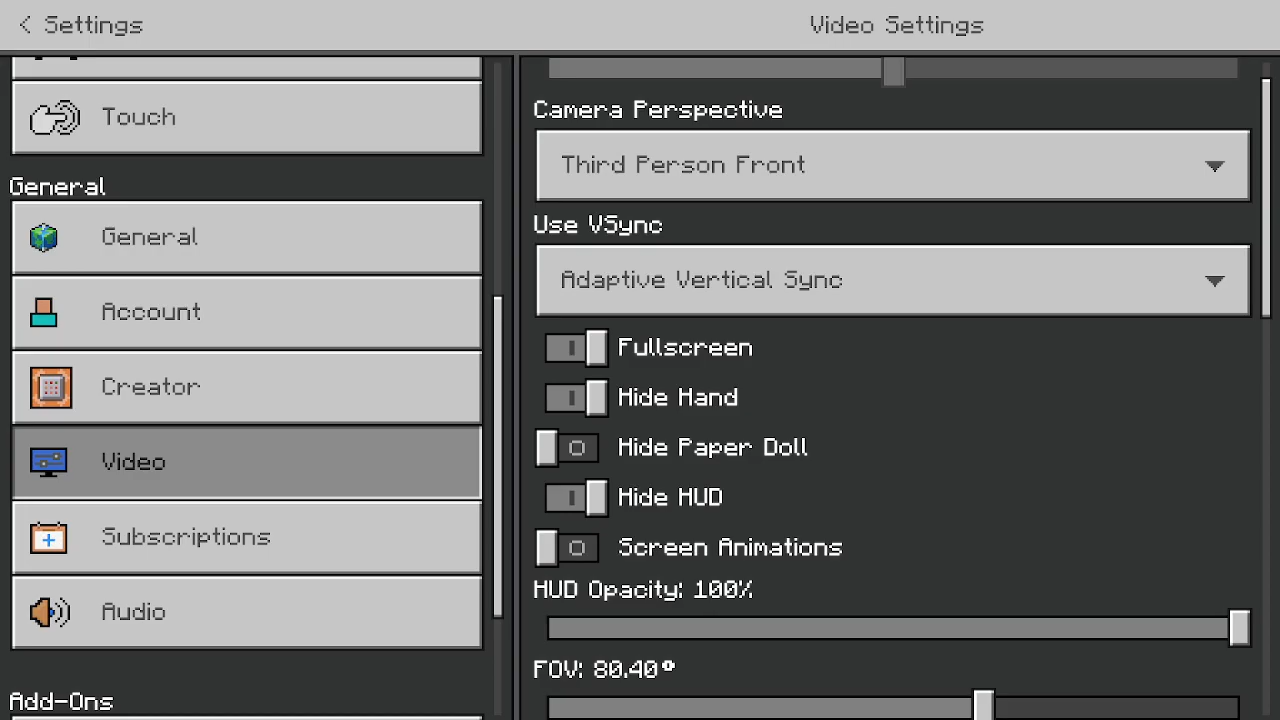 Settings
Video Settings
Touch
General
General
Account
Creator
Video
Subscriptions
Audio
Add-Ons
Camera Perspective
Third Person Front
Use VSync
Adaptive Vertical Sync
Fullscreen
Hide Hand
Hide Paper Doll
Hide HUD
Screen Animations
HUD Opacity: 100%
FOV: 80.40°